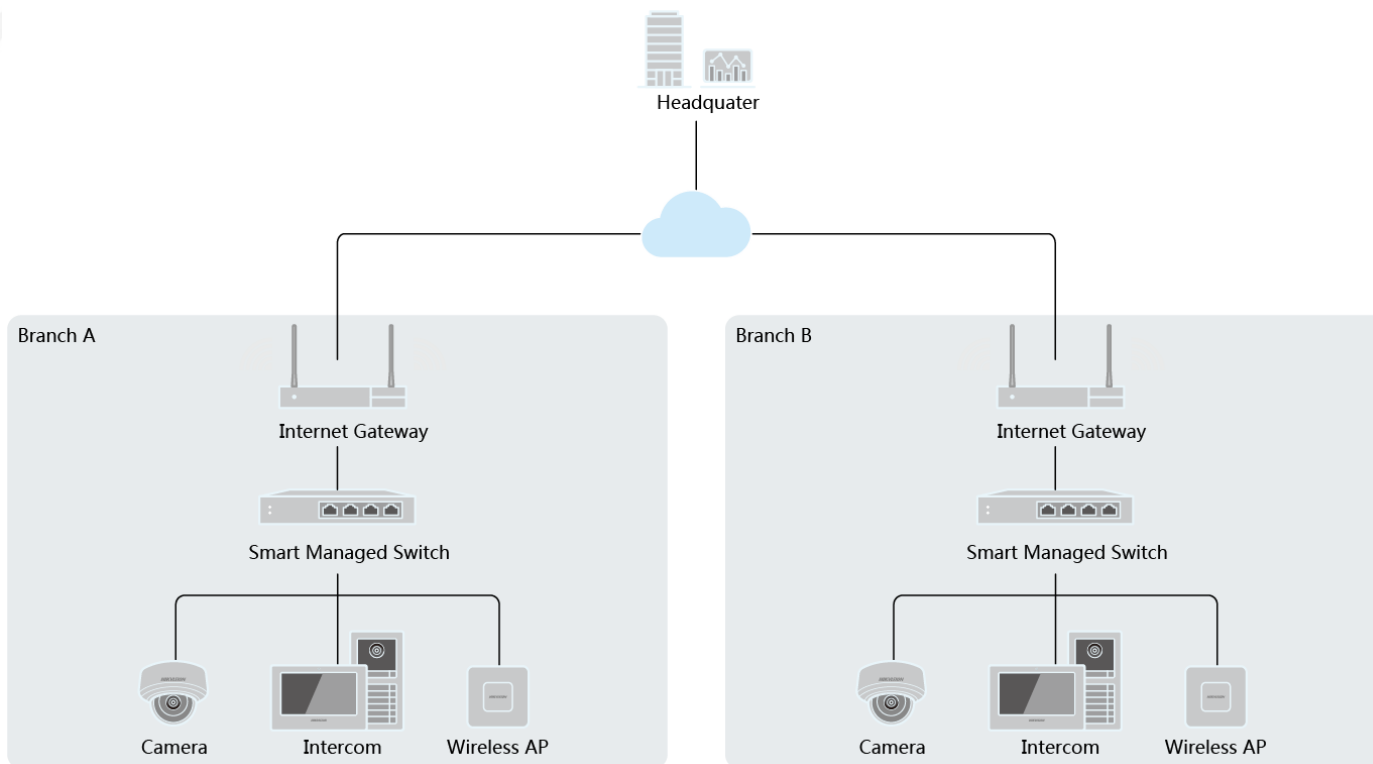 Headquater
Branch A
Branch B
Internet Gateway
Internet Gateway
Smart Managed Switch
Smart Managed Switch
Camera
Intercom
Wireless AP
Camera
Intercom
Wireless AP